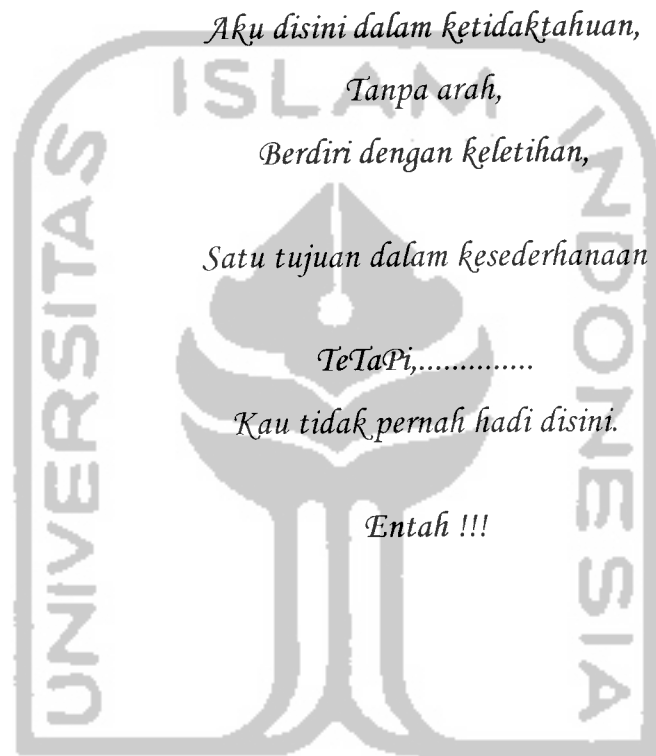 Aku disini dalam ketidaktahuan,
ISLAM
Tanpa arah,
Berdiri dengan keletihan,
UNIVERSITAS
INDONESIA
Satu tujuan dalam kesederhanaan
TeTaPi,..............
Kau tidak pernah hadi disini.
Entah !!!